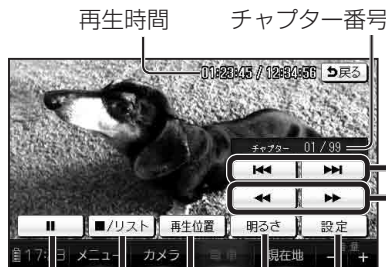 再生時間 チャプター番号
01:23:45 / 12:34:56 戻る
チャプター 01/99
■/リスト 再生位置 明るさ 設定
メニュー カメラ 現在地 － 音量 ＋